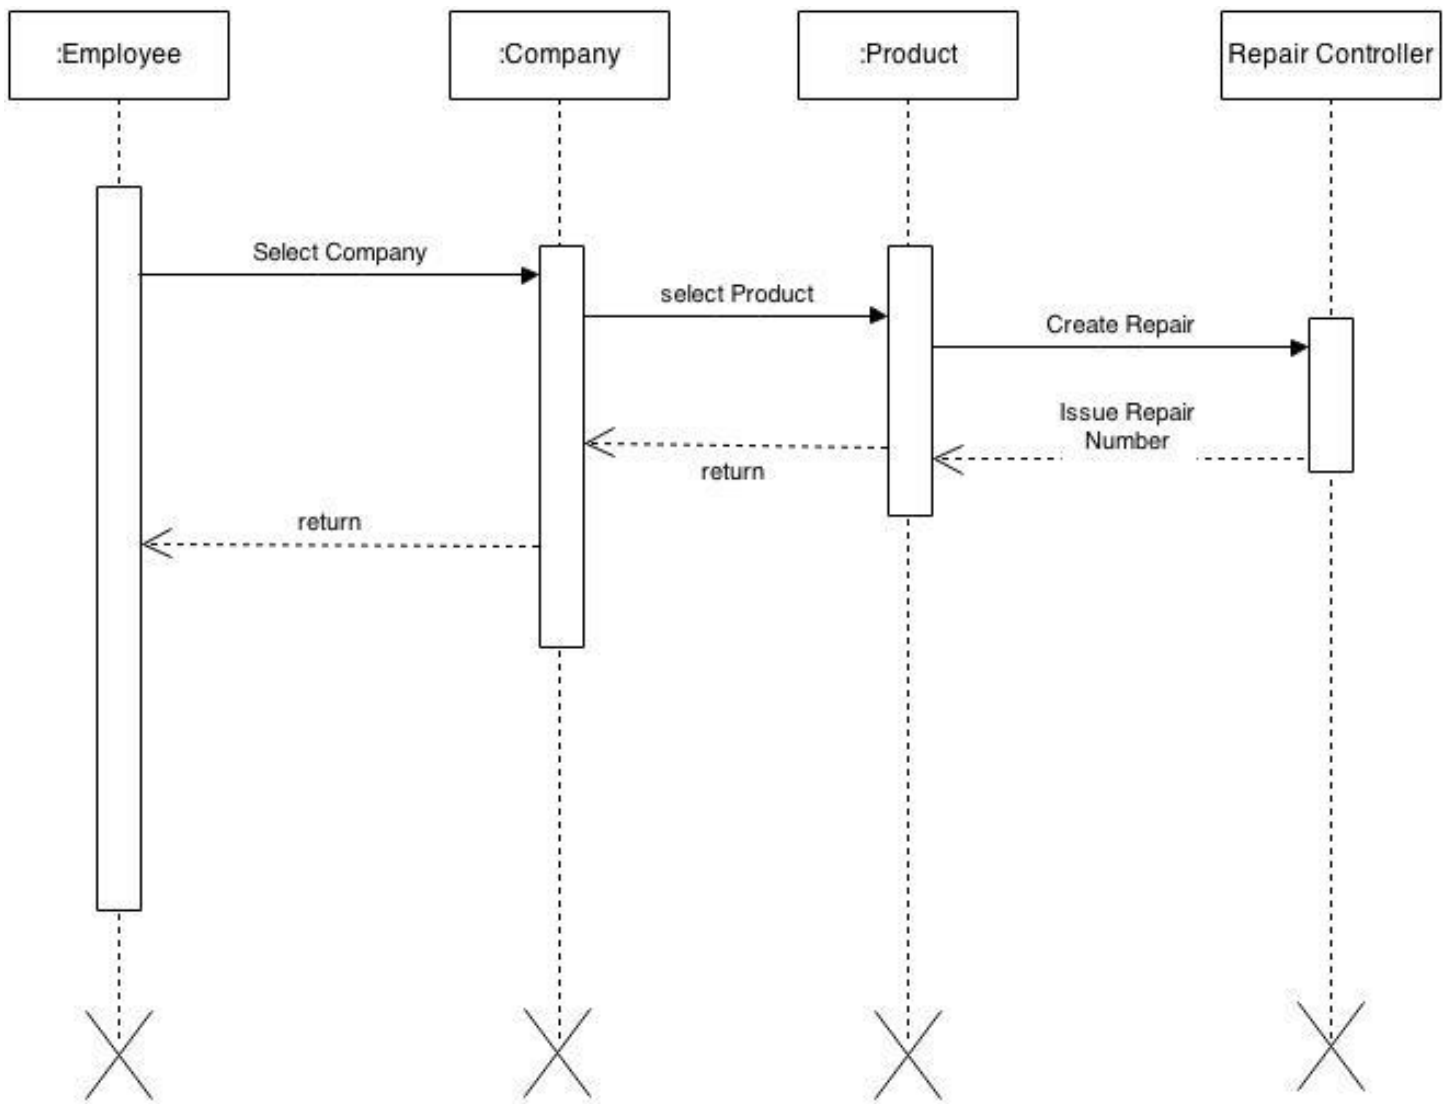 :Employee
:Company
:Product
Repair Controller
Select Company
select Product
Create Repair
Issue Repair
Number
return
return